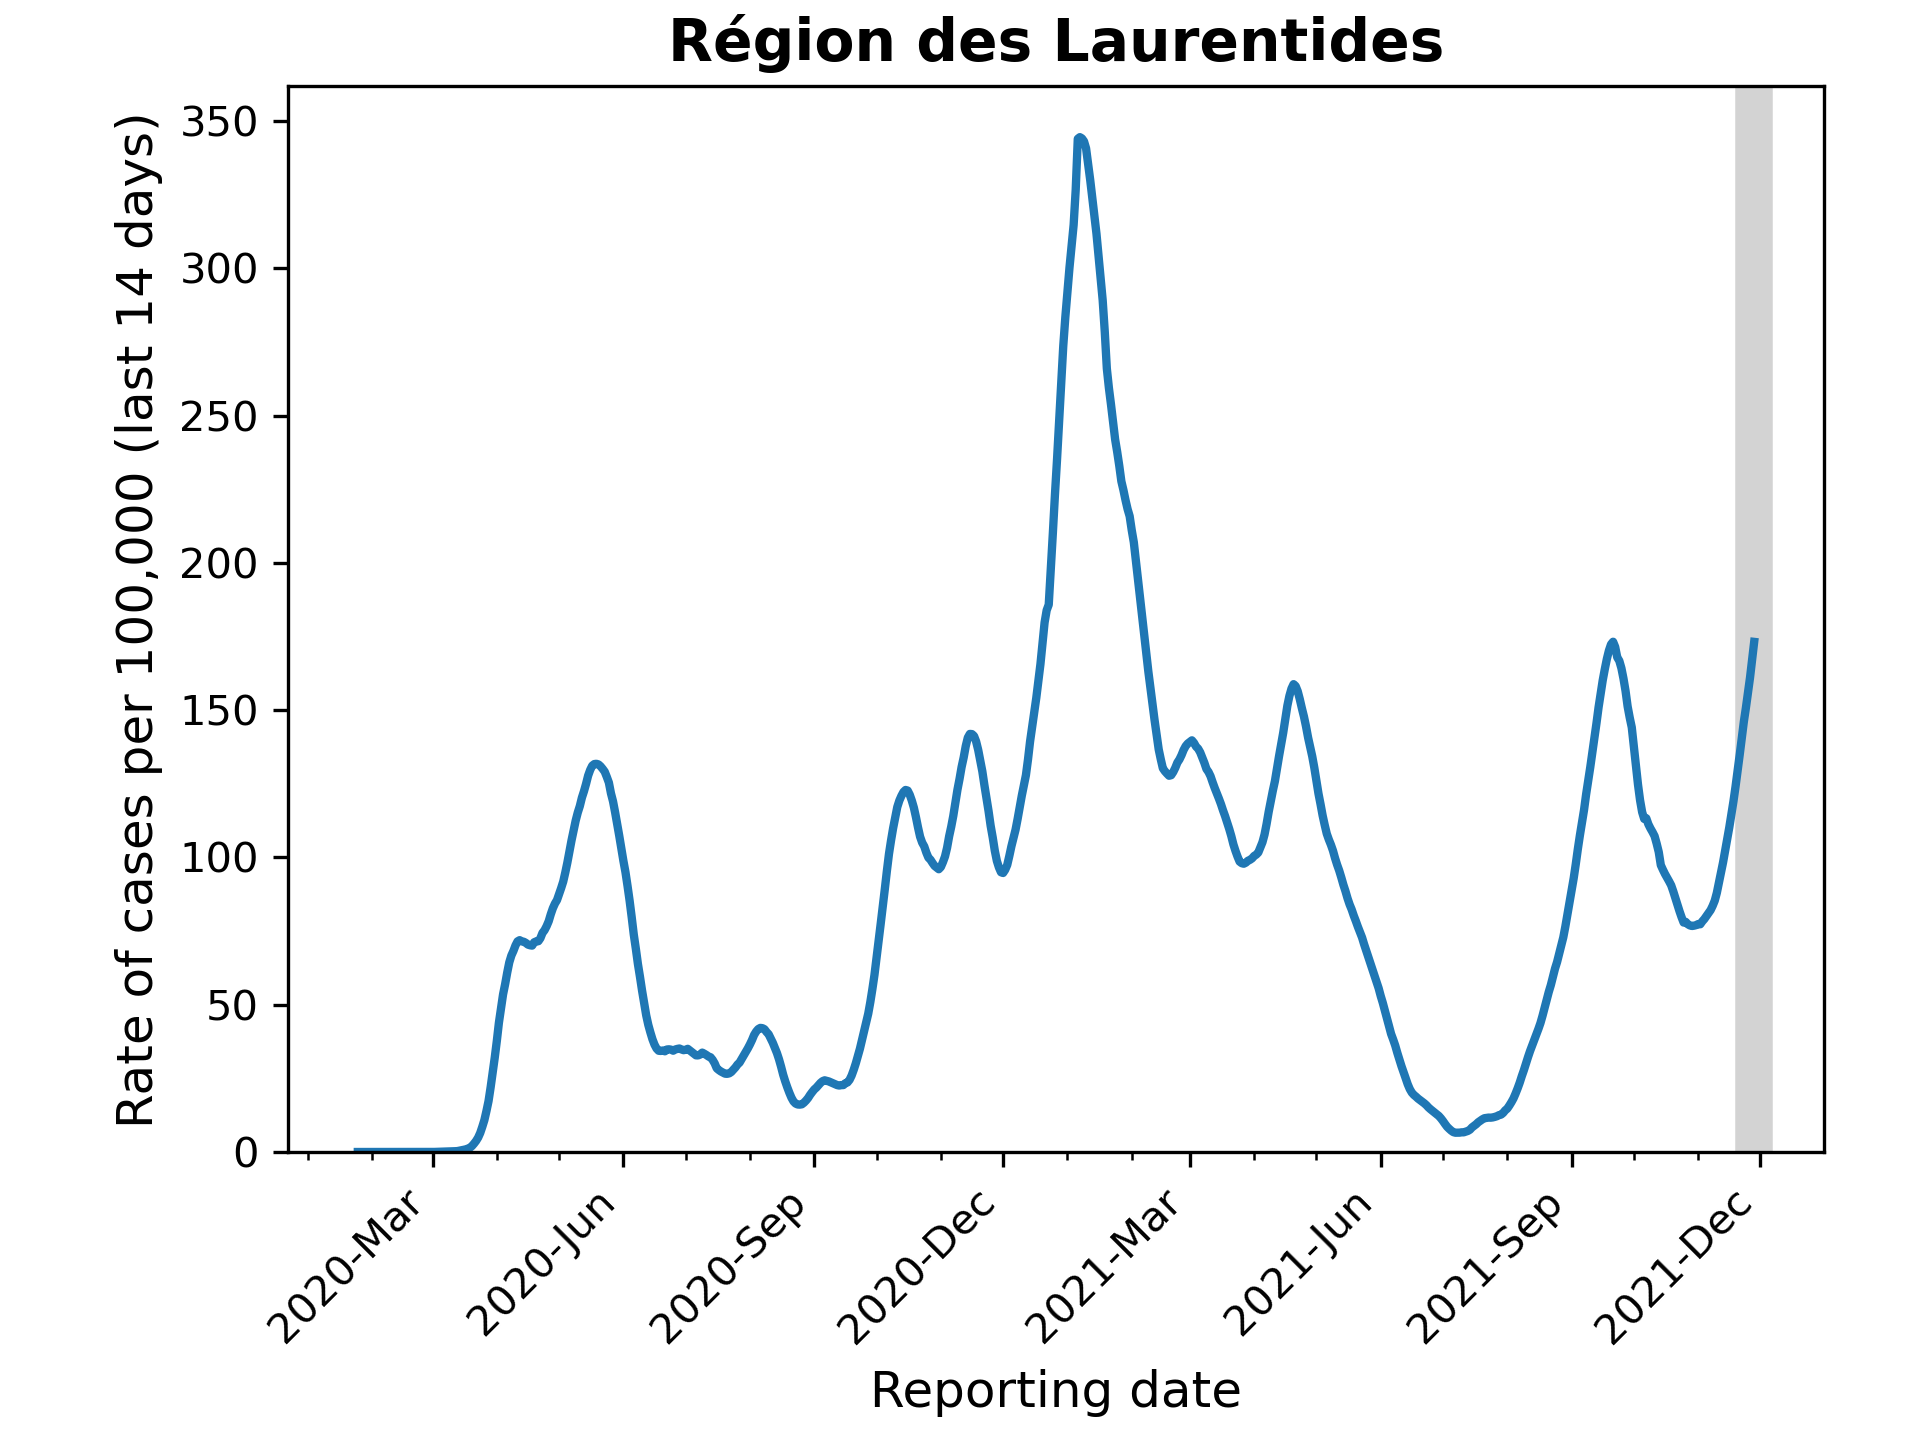 Région des Laurentides
Rate of cases per 100,000 (last 14 days)
350
300
250
200
150
100
50
0
2020-Mar
2020-Jun
2020-Sep
2020-Dec
2021-Mar
2021-Jun
2021-Sep
2021-Dec
Reporting date